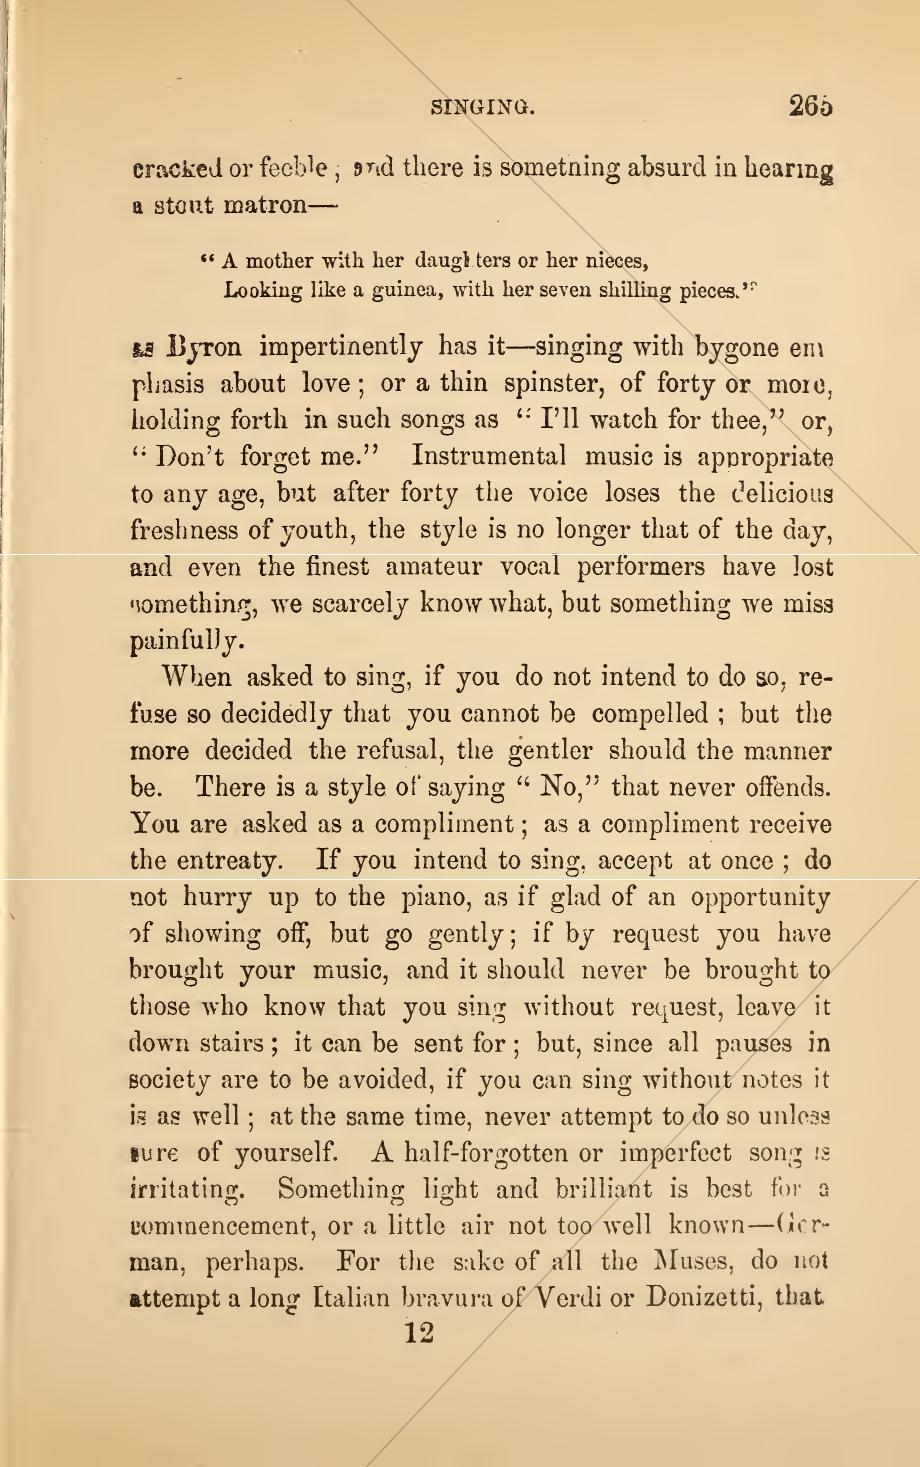 SINGING. 265
cracked or feeble; and there is something absurd in hearing
a stout matron—
“ A mother with her daughters or her nieces,
Looking like a guinea, with her seven shilling pieces.”
as Byron impertinently has it—singing with bygone em
phasis about love ; or a thin spinster, of forty or more,
holding forth in such songs as “ I’ll watch for thee,” or,
“ Don’t forget me.” Instrumental music is appropriate
to any age, but after forty the voice loses the delicious
freshness of youth, the style is no longer that of the day,
and even the finest amateur vocal performers have lost
something, we scarcely know what, but something we miss
painfully.
When asked to sing, if you do not intend to do so, re-
fuse so decidedly that you cannot be compelled ; but the
more decided the refusal, the gentler should the manner
be. There is a style of saying “ No,” that never offends.
You are asked as a compliment ; as a compliment receive
the entreaty. If you intend to sing, accept at once ; do
not hurry up to the piano, as if glad of an opportunity
of showing off, but go gently ; if by request you have
brought your music, and it should never be brought to
those who know that you sing without request, leave it
down stairs ; it can be sent for ; but, since all pauses in
society are to be avoided, if you can sing without notes it
is as well ; at the same time, never attempt to do so unless
sure of yourself. A half-forgotten or imperfect song is
irritating. Something light and brilliant is best for a
commencement, or a little air not too well known—Ger-
man, perhaps. For the sake of all the Muses, do not
attempt a long Italian bravura of Verdi or Donizetti, that
12